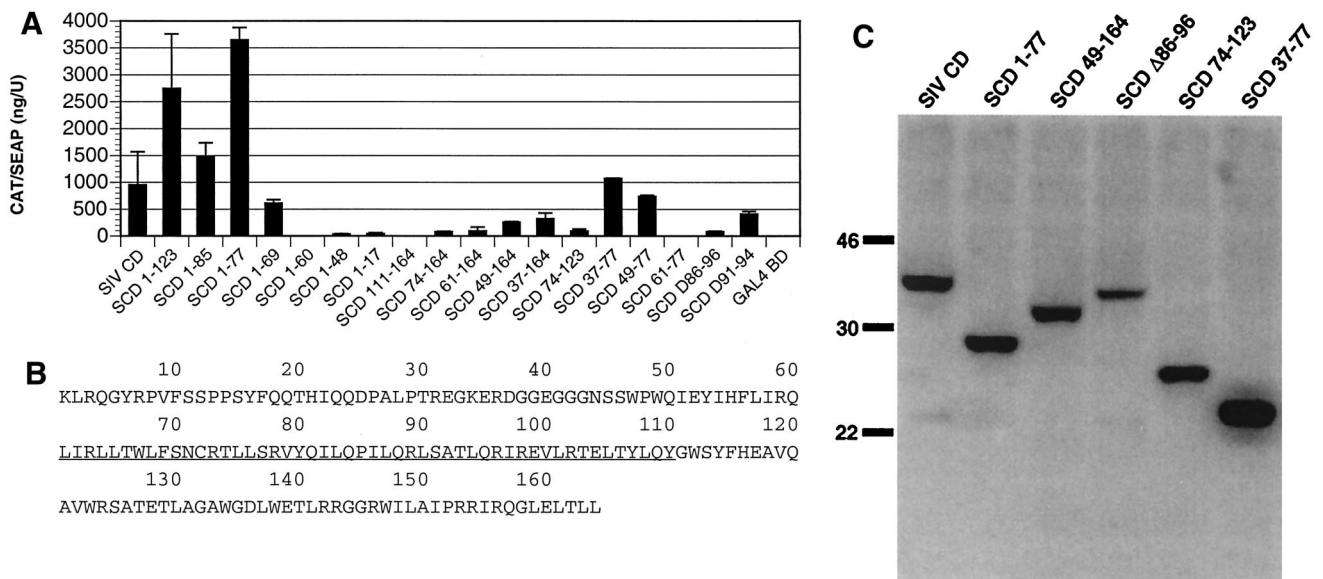 A
CAT/SEAP (ng/U)
4000
3500
3000
2500
2000
1500
1000
500
0
SIV CD
SCD 1-123
SCD 1-85
SCD 1-77
SCD 1-69
SCD 1-60
SCD 1-48
SCD 1-17
SCD 111-164
SCD 74-164
SCD 61-164
SCD 49-164
SCD 37-164
SCD 74-123
SCD 37-77
SCD 49-77
SCD 61-77
SCD D86-96
SCD D91-94
GAL4 BD
B
10 20 30 40 50 60
KLRQGYRPVFSSPPSYFQQTHIQQDPALPTREGKERDGGEGGGNSSWPWQIEYIHFLIRQ
70 80 90 100 110 120
LIRLLTWLFSNCRTLLSRVYQILQPILQRLSATLQRIREVLRTELTYLQYGWSYFHEAVQ
130 140 150 160
AVWRSATETLAGAWGDLWETLRRGGRWILAIPRRIRQGLELTLL
C
SIV CD
SCD 1-77
SCD 49-164
SCD Δ86-96
SCD 74-123
SCD 37-77
46
30
22